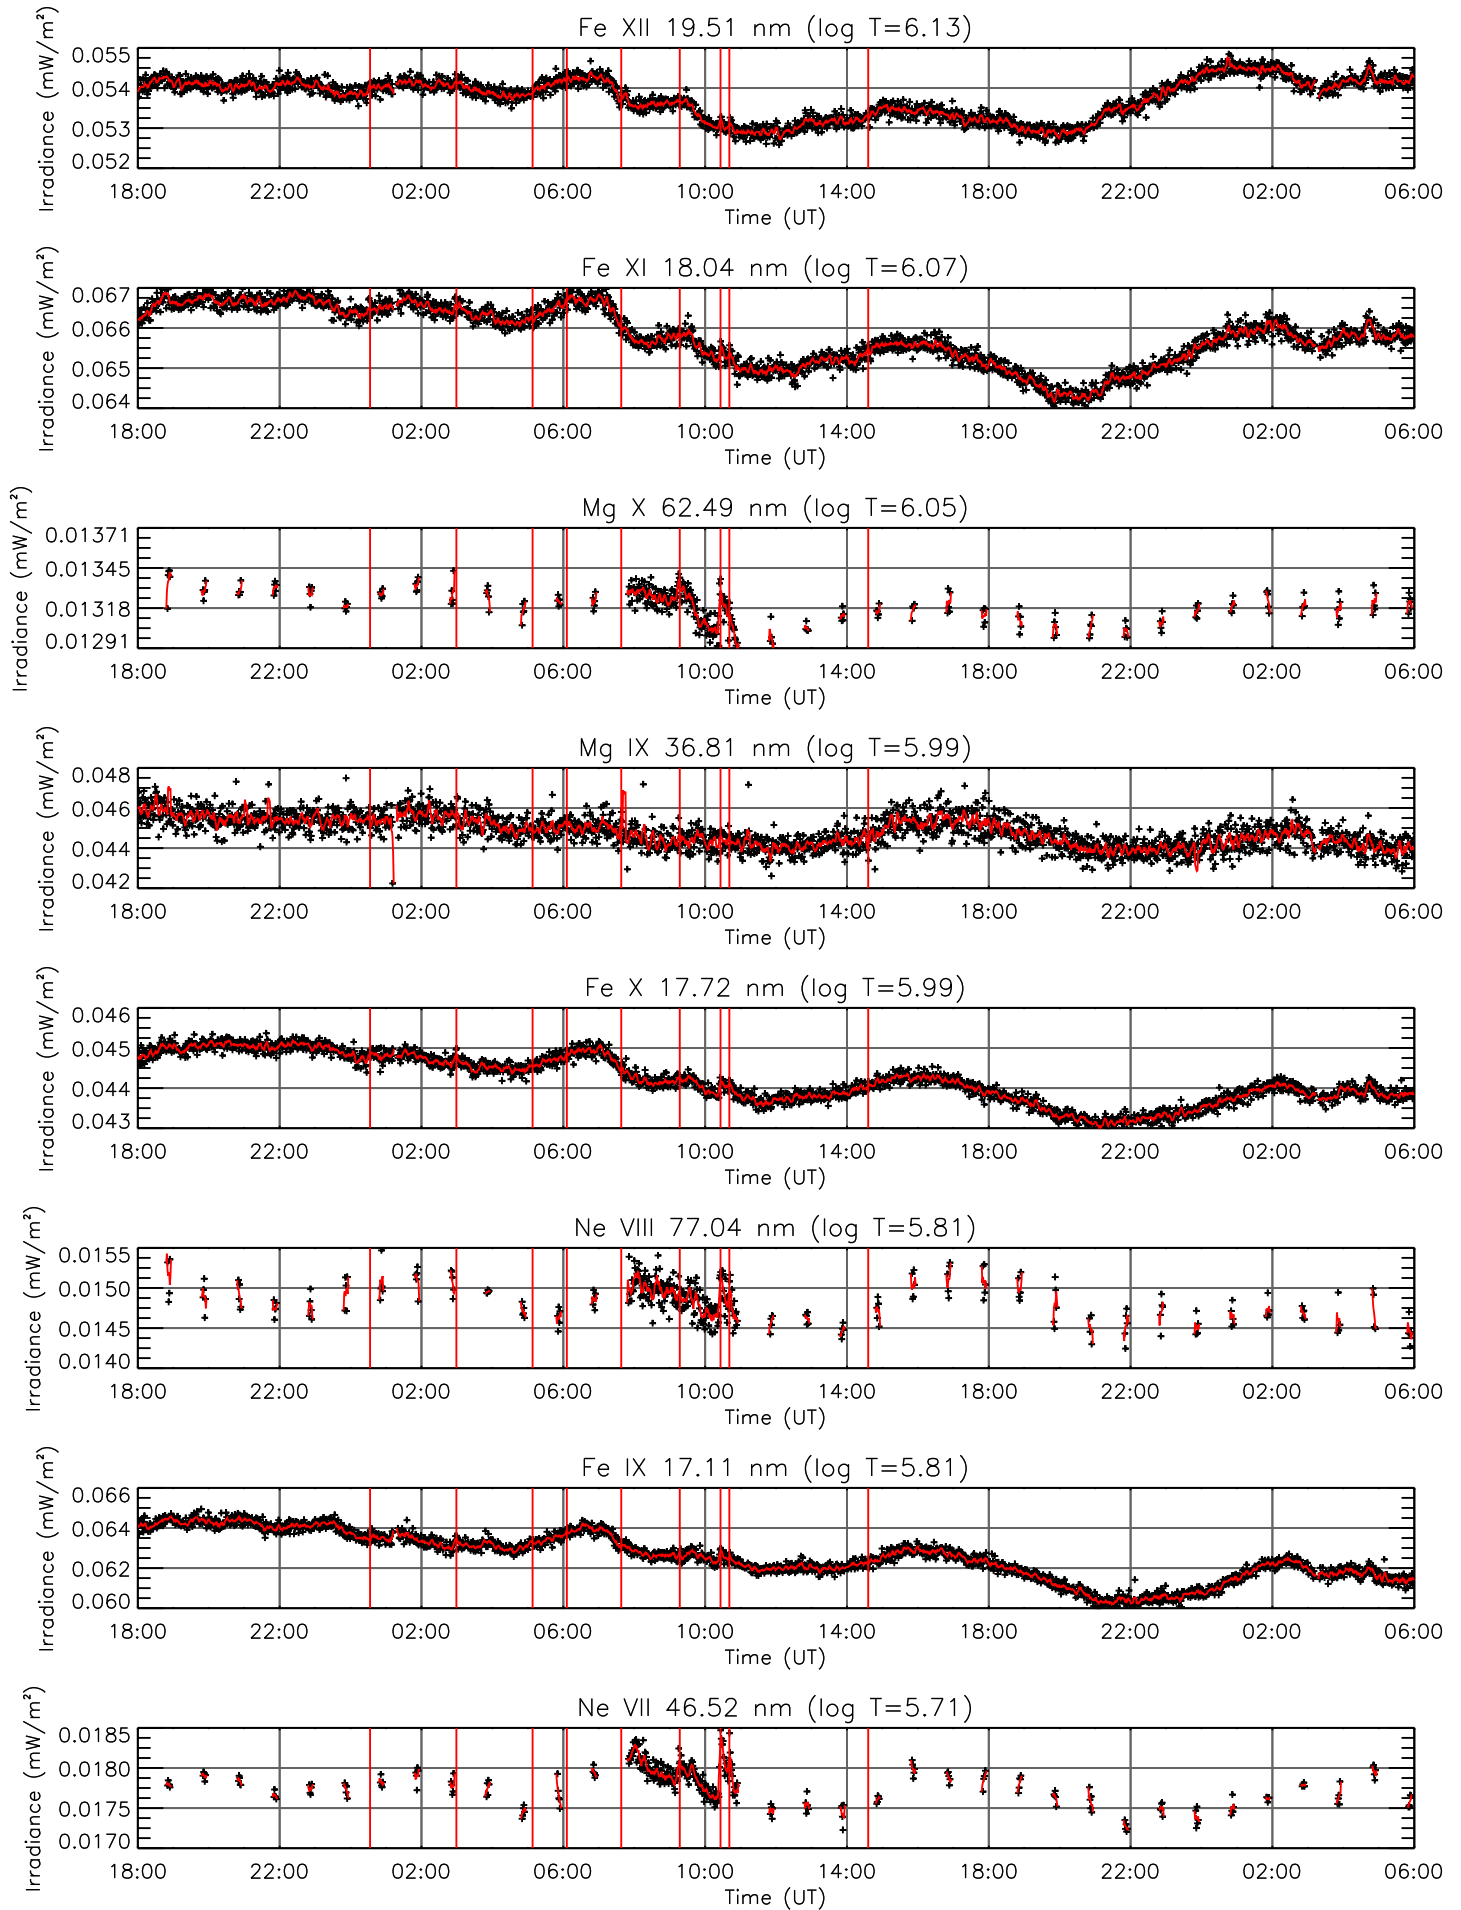 Fe XII 19.51 nm (log T=6.13)
Irradiance (mW/m²)
0.055
0.054
0.053
0.052
18:00 22:00 02:00 06:00 10:00 14:00 18:00 22:00 02:00 06:00
Time (UT)
Fe XI 18.04 nm (log T=6.07)
Irradiance (mW/m²)
0.067
0.066
0.065
0.064
18:00 22:00 02:00 06:00 10:00 14:00 18:00 22:00 02:00 06:00
Time (UT)
Mg X 62.49 nm (log T=6.05)
Irradiance (mW/m²)
0.01371
0.01345
0.01318
0.01291
18:00 22:00 02:00 06:00 10:00 14:00 18:00 22:00 02:00 06:00
Time (UT)
Mg IX 36.81 nm (log T=5.99)
Irradiance (mW/m²)
0.048
0.046
0.044
0.042
18:00 22:00 02:00 06:00 10:00 14:00 18:00 22:00 02:00 06:00
Time (UT)
Fe X 17.72 nm (log T=5.99)
Irradiance (mW/m²)
0.046
0.045
0.044
0.043
18:00 22:00 02:00 06:00 10:00 14:00 18:00 22:00 02:00 06:00
Time (UT)
Ne VIII 77.04 nm (log T=5.81)
Irradiance (mW/m²)
0.0155
0.0150
0.0145
0.0140
18:00 22:00 02:00 06:00 10:00 14:00 18:00 22:00 02:00 06:00
Time (UT)
Fe IX 17.11 nm (log T=5.81)
Irradiance (mW/m²)
0.066
0.064
0.062
0.060
18:00 22:00 02:00 06:00 10:00 14:00 18:00 22:00 02:00 06:00
Time (UT)
Ne VII 46.52 nm (log T=5.71)
Irradiance (mW/m²)
0.0185
0.0180
0.0175
0.0170
18:00 22:00 02:00 06:00 10:00 14:00 18:00 22:00 02:00 06:00
Time (UT)